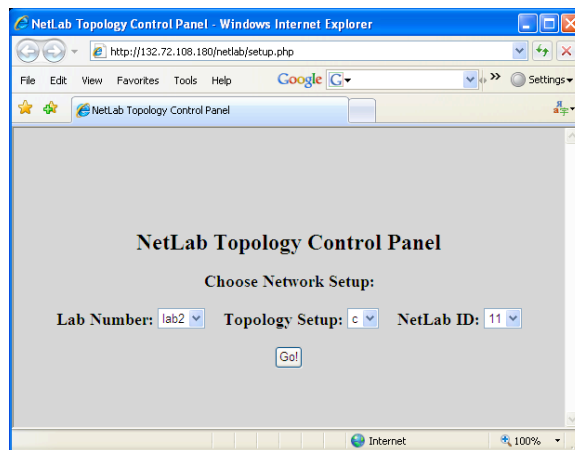 NetLab Topology Control Panel - Windows Internet Explorer
http://132.72.108.180/netlab/setup.php
File Edit View Favorites Tools Help Google G Settings
NetLab Topology Control Panel
NetLab Topology Control Panel
Choose Network Setup:
Lab Number: lab2 Topology Setup: c NetLab ID: 11
Go!
Internet 100%